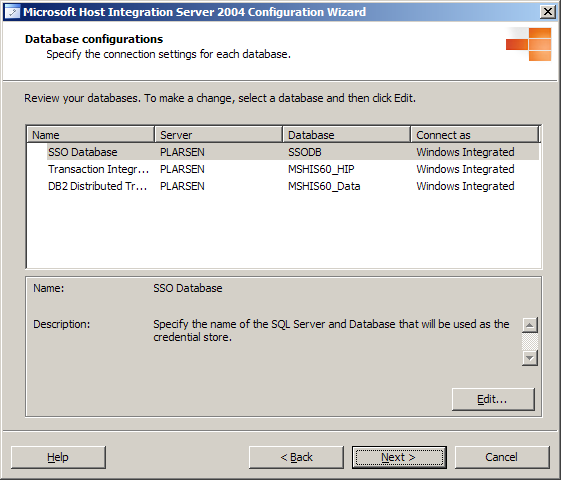 Microsoft Host Integration Server 2004 Configuration Wizard
Database configurations
Specify the connection settings for each database.
Review your databases. To make a change, select a database and then click Edit.
Name Server Database Connect as
SSO Database PLARSEN SSODB Windows Integrated
Transaction Integr... PLARSEN MSHIS60_HIP Windows Integrated
DB2 Distributed Tr... PLARSEN MSHIS60_Data Windows Integrated
Name: SSO Database
Description: Specify the name of the SQL Server and Database that will be used as the
credential store.
Edit...
Help < Back Next > Cancel